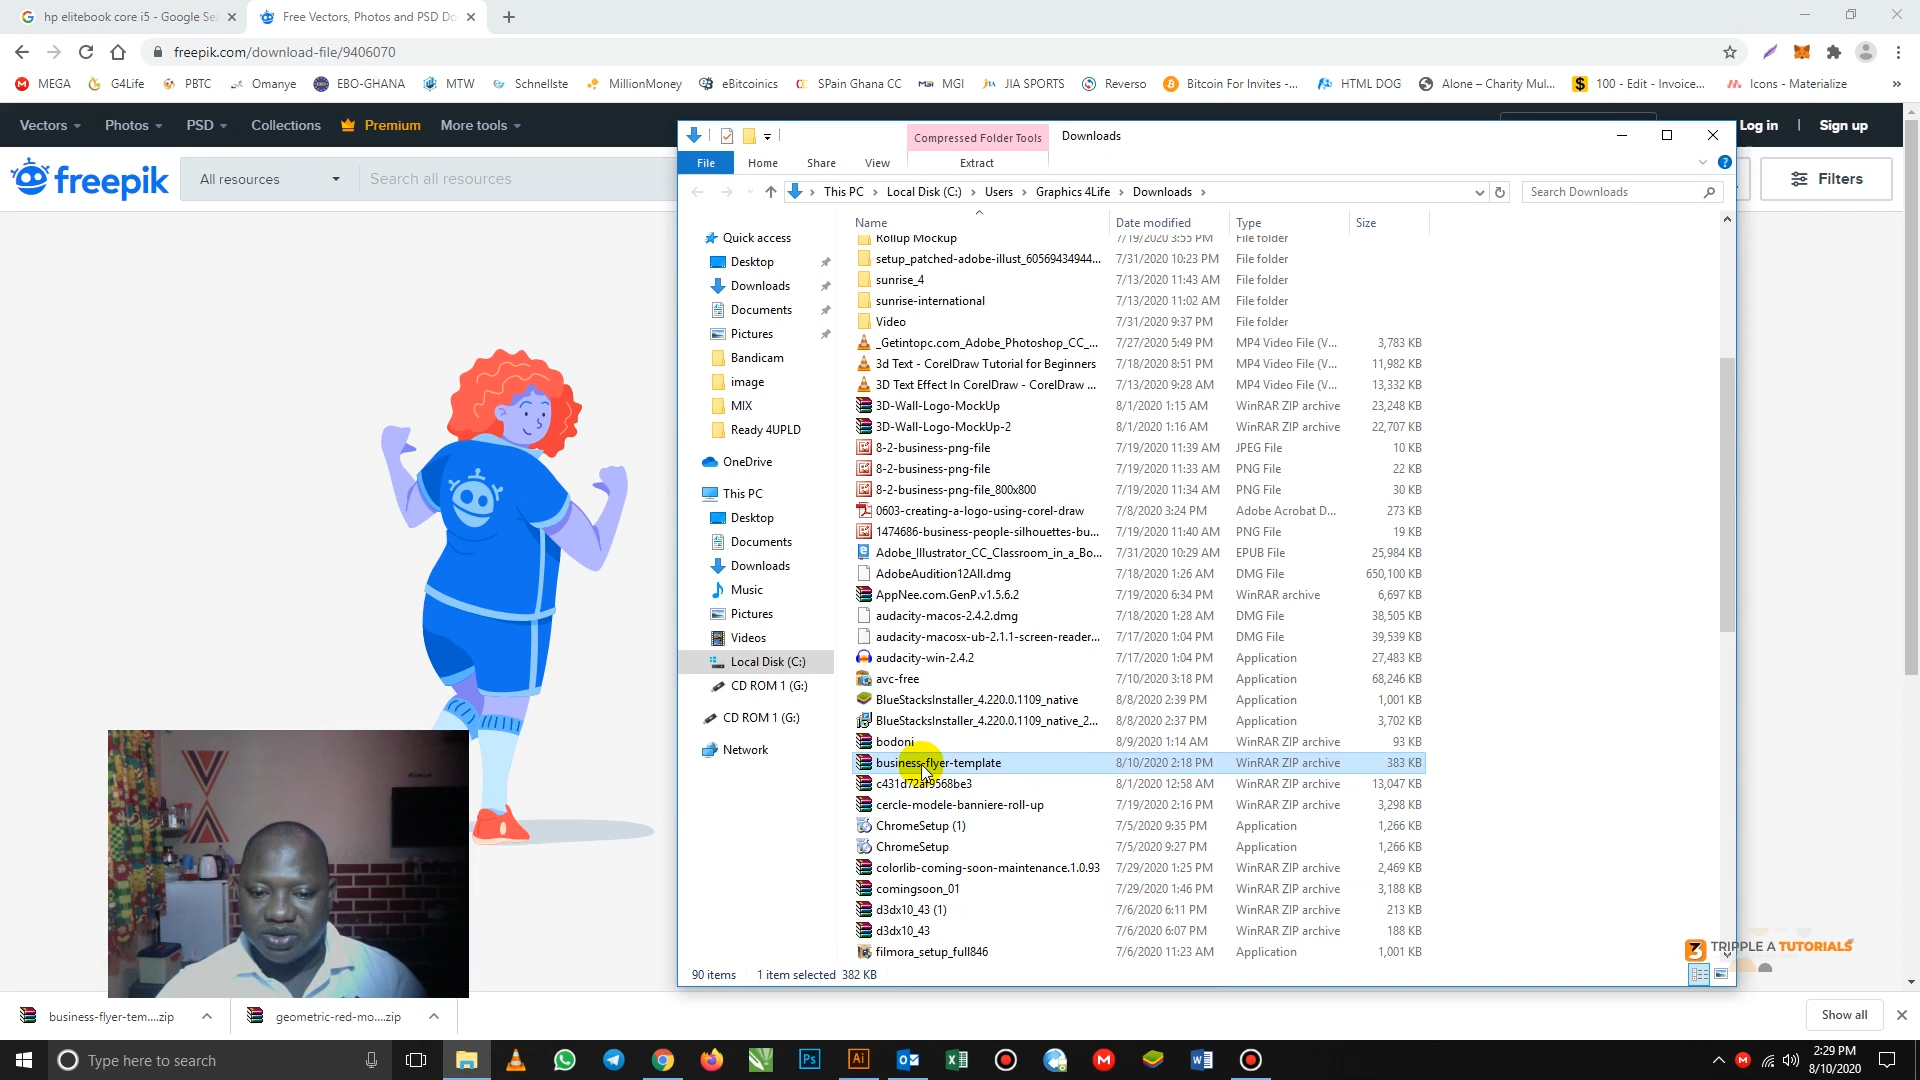 hp elitebook core i5 - Google Se
Free Vectors, Photos and PSD Do
freepik.com/download-file/9406070
MEGA G4Life PBTC Omanye EBO-GHANA MTW Schnellste MillionMoney eBitcoinics SPain Ghana CC MGI JIA SPORTS Reverso Bitcoin For Invites -... HTML DOG Alone – Charity Mul... 100 - Edit - Invoice... Icons - Materialize »
Vectors Photos PSD Collections Premium More tools
Log in | Sign up
freepik
All resources
Search all resources
Filters
Compressed Folder Tools Downloads
File Home Share View Extract
This PC › Local Disk (C:) › Users › Graphics 4Life › Downloads ›
Search Downloads
Name Date modified Type Size
Quick access
Desktop
Downloads
Documents
Pictures
Bandicam
image
MIX
Ready 4UPLD
OneDrive
This PC
Desktop
Documents
Downloads
Music
Pictures
Videos
Local Disk (C:)
CD ROM 1 (G:)
CD ROM 1 (G:)
Network
Rollup Mockup 7/19/2020 3:55 PM File folder
setup_patched-adobe-illust_60569434944... 7/31/2020 10:23 PM File folder
sunrise_4 7/13/2020 11:43 AM File folder
sunrise-international 7/13/2020 11:02 AM File folder
Video 7/31/2020 9:37 PM File folder
_Getintopc.com_Adobe_Photoshop_CC_... 7/27/2020 5:49 PM MP4 Video File (V... 3,783 KB
3d Text - CorelDraw Tutorial for Beginners 7/18/2020 8:51 PM MP4 Video File (V... 11,982 KB
3D Text Effect In CorelDraw - CorelDraw ... 7/13/2020 9:28 AM MP4 Video File (V... 13,332 KB
3D-Wall-Logo-MockUp 8/1/2020 1:15 AM WinRAR ZIP archive 23,248 KB
3D-Wall-Logo-MockUp-2 8/1/2020 1:16 AM WinRAR ZIP archive 22,707 KB
8-2-business-png-file 7/19/2020 11:39 AM JPEG File 10 KB
8-2-business-png-file 7/19/2020 11:33 AM PNG File 22 KB
8-2-business-png-file_800x800 7/19/2020 11:34 AM PNG File 30 KB
0603-creating-a-logo-using-corel-draw 7/8/2020 3:24 PM Adobe Acrobat D... 273 KB
1474686-business-people-silhouettes-bu... 7/19/2020 11:40 AM PNG File 19 KB
Adobe_Illustrator_CC_Classroom_in_a_Bo... 7/31/2020 10:29 AM EPUB File 25,984 KB
AdobeAudition12All.dmg 7/18/2020 1:26 AM DMG File 650,100 KB
AppNee.com.GenP.v1.5.6.2 7/19/2020 6:34 PM WinRAR archive 6,697 KB
audacity-macos-2.4.2.dmg 7/18/2020 1:28 AM DMG File 38,505 KB
audacity-macosx-ub-2.1.1-screen-reader... 7/17/2020 1:04 PM DMG File 39,539 KB
audacity-win-2.4.2 7/17/2020 1:04 PM Application 27,483 KB
avc-free 7/10/2020 3:18 PM Application 68,246 KB
BlueStacksInstaller_4.220.0.1109_native 8/8/2020 2:39 PM Application 1,001 KB
BlueStacksInstaller_4.220.0.1109_native_2... 8/8/2020 2:37 PM Application 3,702 KB
bodoni 8/9/2020 1:14 AM WinRAR ZIP archive 93 KB
business-flyer-template 8/10/2020 2:18 PM WinRAR ZIP archive 383 KB
c431d72af9568be3 8/1/2020 12:58 AM WinRAR ZIP archive 13,047 KB
cercle-modele-banniere-roll-up 7/19/2020 2:16 PM WinRAR ZIP archive 3,298 KB
ChromeSetup (1) 7/5/2020 9:35 PM Application 1,266 KB
ChromeSetup 7/5/2020 9:27 PM Application 1,266 KB
colorlib-coming-soon-maintenance.1.0.93 7/29/2020 1:25 PM WinRAR ZIP archive 2,469 KB
comingsoon_01 7/29/2020 1:46 PM WinRAR ZIP archive 3,188 KB
d3dx10_43 (1) 7/6/2020 6:11 PM WinRAR ZIP archive 213 KB
d3dx10_43 7/6/2020 6:07 PM WinRAR ZIP archive 188 KB
filmora_setup_full846 7/6/2020 11:23 AM Application 1,001 KB
90 items 1 item selected 382 KB
3 TRIPPLE A TUTORIALS
business-flyer-tem....zip
geometric-red-mo....zip
Show all
Type here to search
Ps
Ai
2:29 PM
8/10/2020